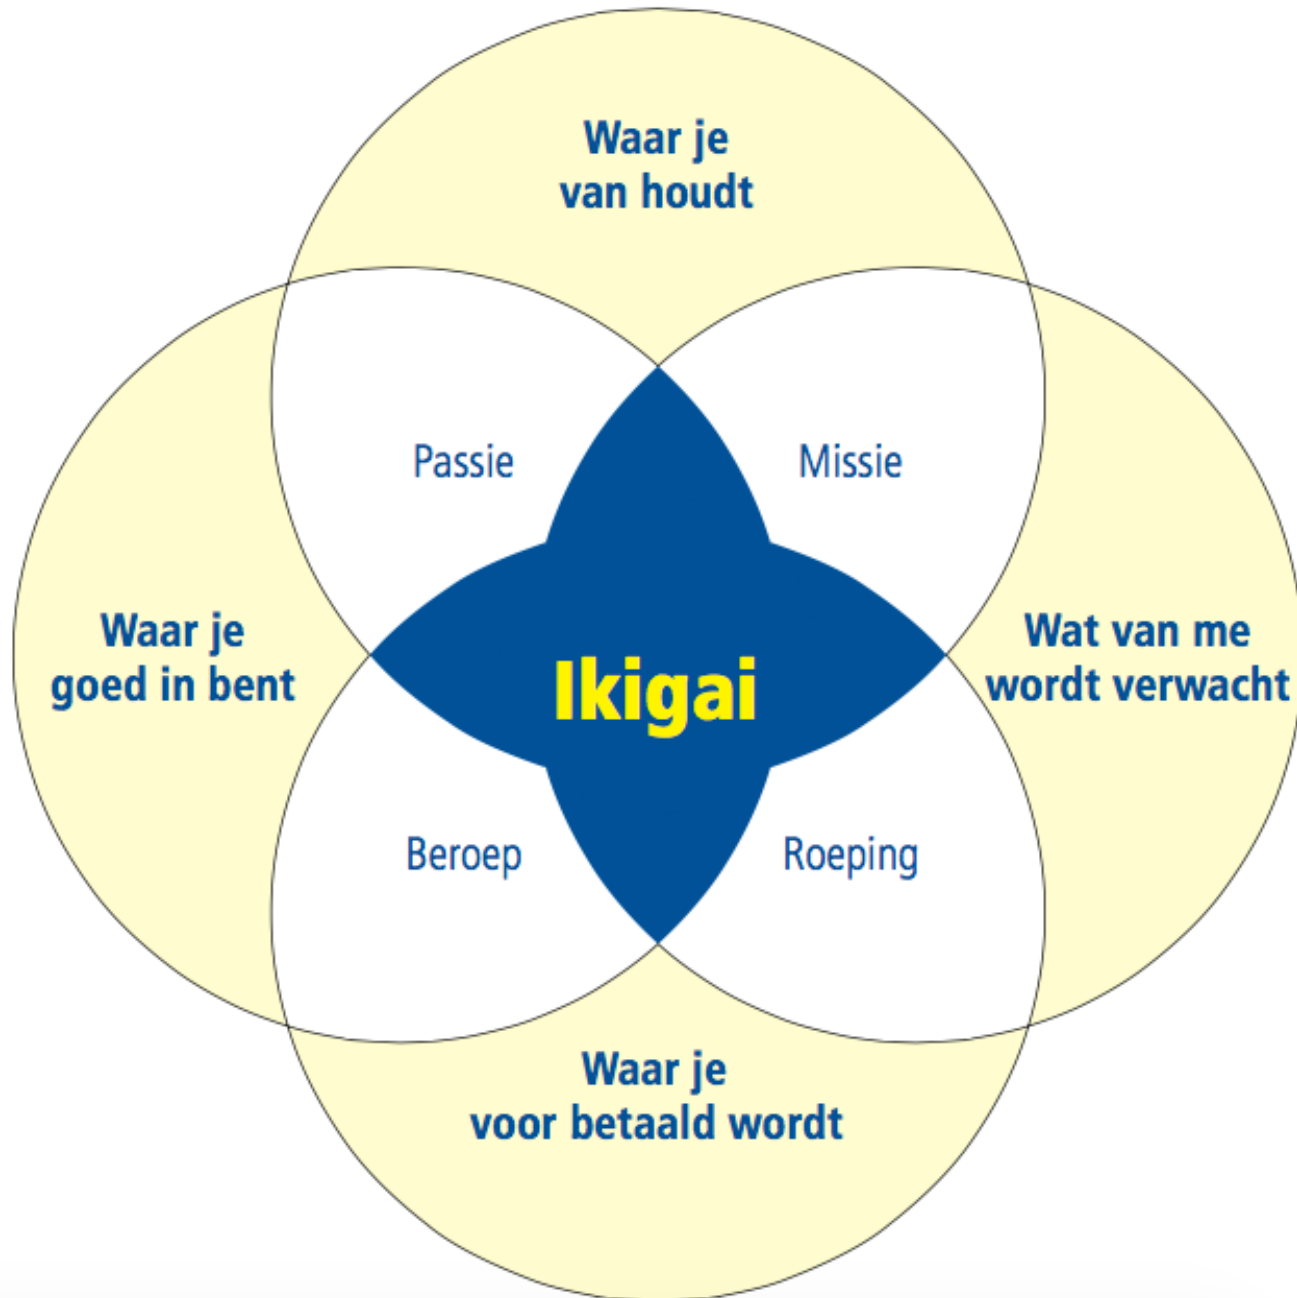 Waar je
van houdt
Passie
Missie
Waar je
goed in bent
Ikigai
Wat van me
wordt verwacht
Beroep
Roeping
Waar je
voor betaald wordt